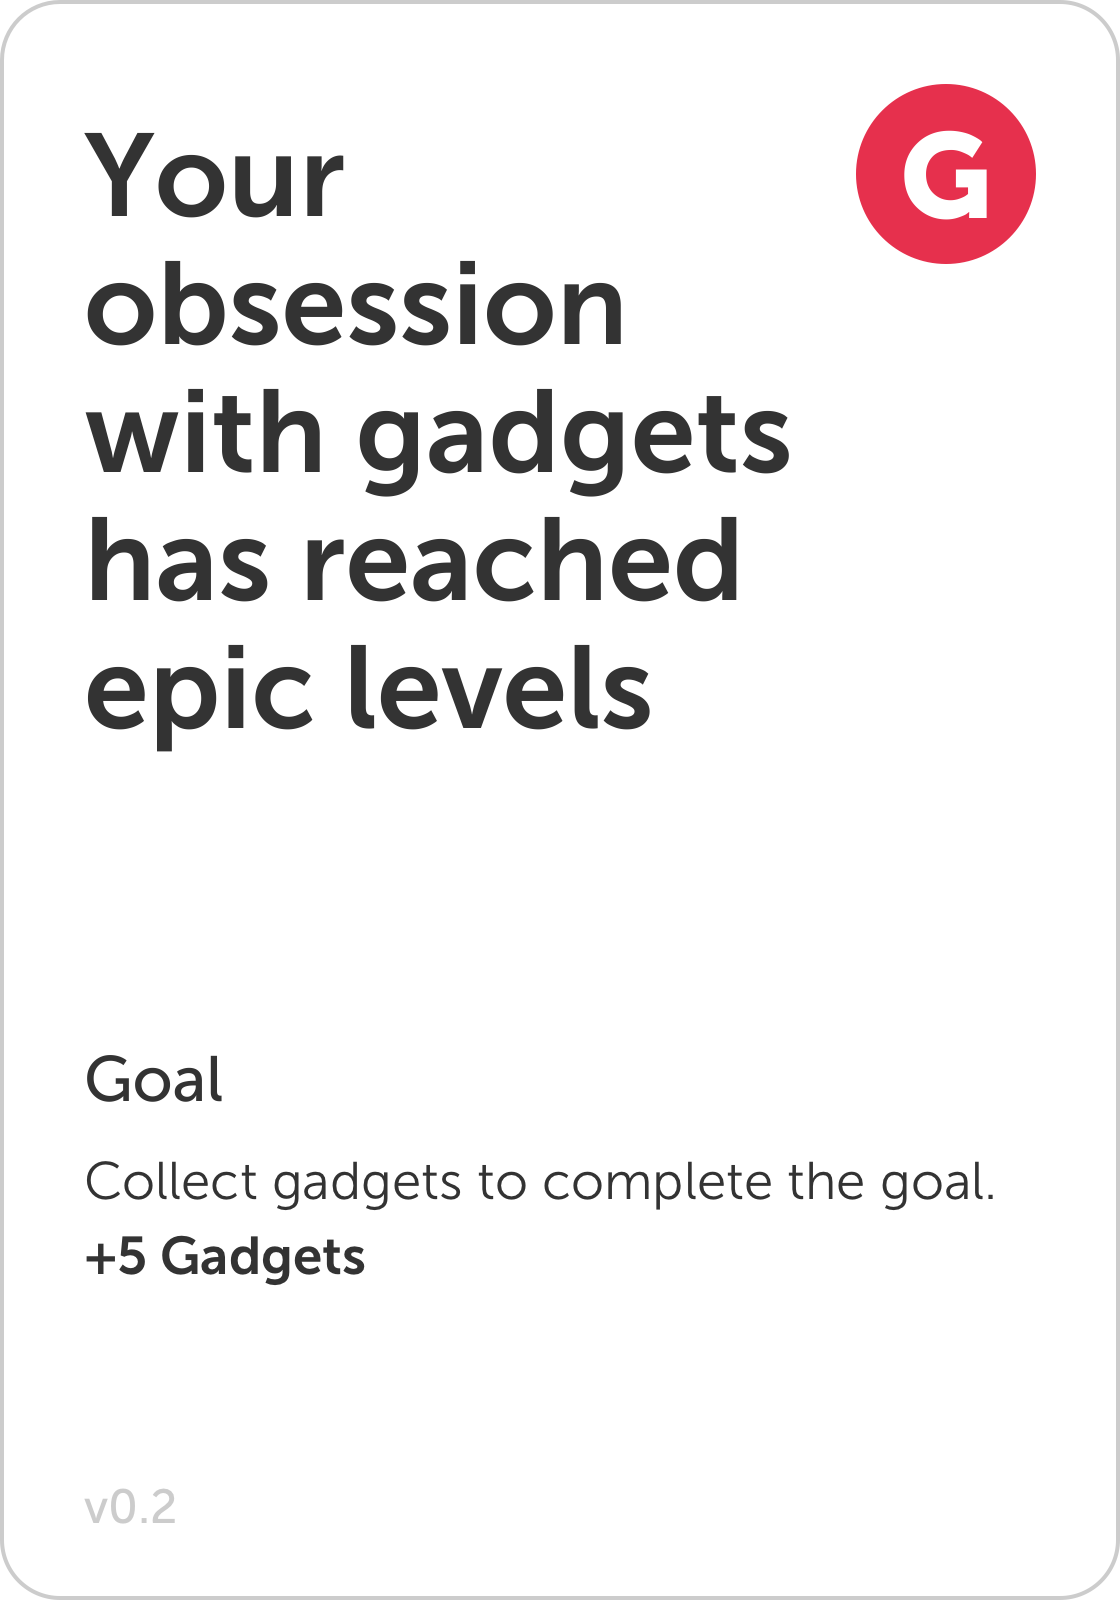 Your
obsession
with gadgets
has reached
epic levels
G
Goal
Collect gadgets to complete the goal.
+5 Gadgets
v0.2